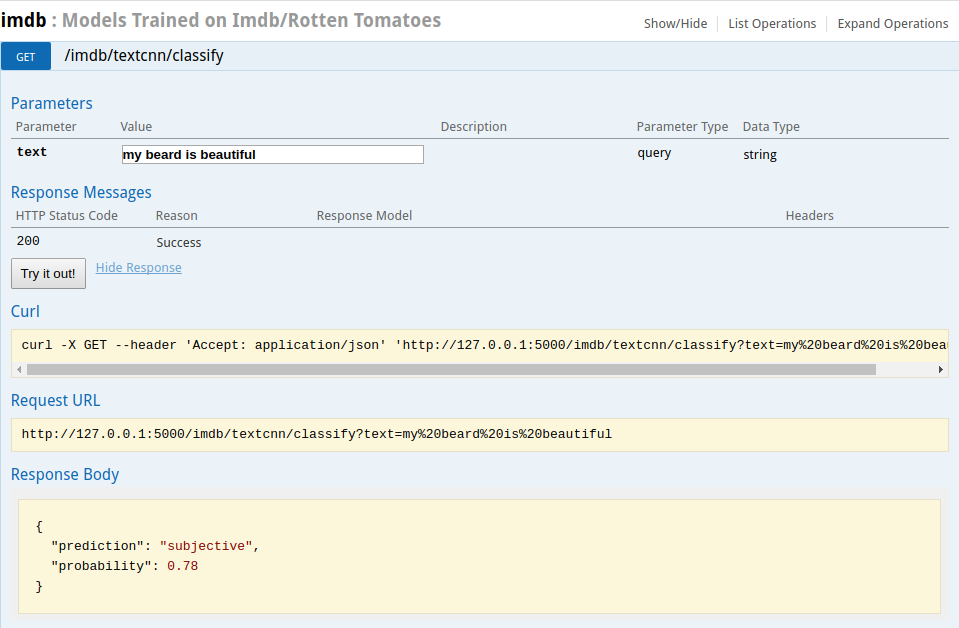 imdb : Models Trained on Imdb/Rotten Tomatoes
Show/Hide List Operations Expand Operations
GET /imdb/textcnn/classify
Parameters
Parameter Value Description Parameter Type Data Type
text my beard is beautiful query string
Response Messages
HTTP Status Code Reason Response Model Headers
200 Success
Try it out! Hide Response
Curl
curl -X GET --header 'Accept: application/json' 'http://127.0.0.1:5000/imdb/textcnn/classify?text=my%20beard%20is%20bea
Request URL
http://127.0.0.1:5000/imdb/textcnn/classify?text=my%20beard%20is%20beautiful
Response Body
{
"prediction": "subjective",
"probability": 0.78
}